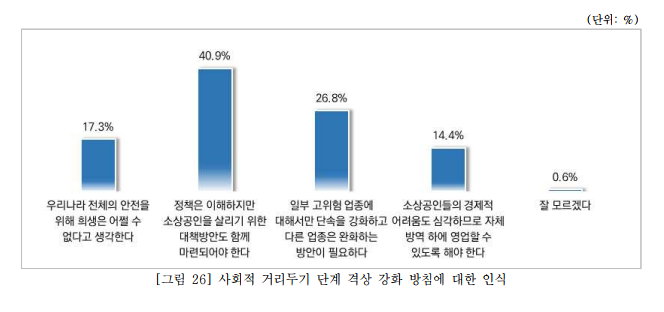 (단위: %)
40.9%
26.8%
17.3%
14.4%
0.6%
우리나라 전체의 안전을
위해 희생은 어쩔 수
없다고 생각한다
정책은 이해하지만
소상공인을 살리기 위한
대책방안도 함께
마련되어야 한다
일부 고위험 업종에
대해서만 단속을 강화하고
다른 업종은 완화하는
방안이 필요하다
소상공인들의 경제적
어려움도 심각하므로 자체
방역 하에 영업할 수
있도록 해야 한다
잘 모르겠다
[그림 26] 사회적 거리두기 단계 격상 강화 방침에 대한 인식